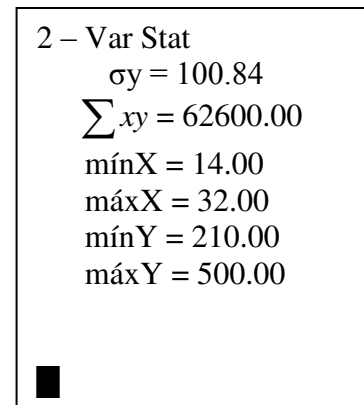 2 – Var Stat
σy = 100.84
∑ xy = 62600.00
mínX = 14.00
máxX = 32.00
mínY = 210.00
máxY = 500.00